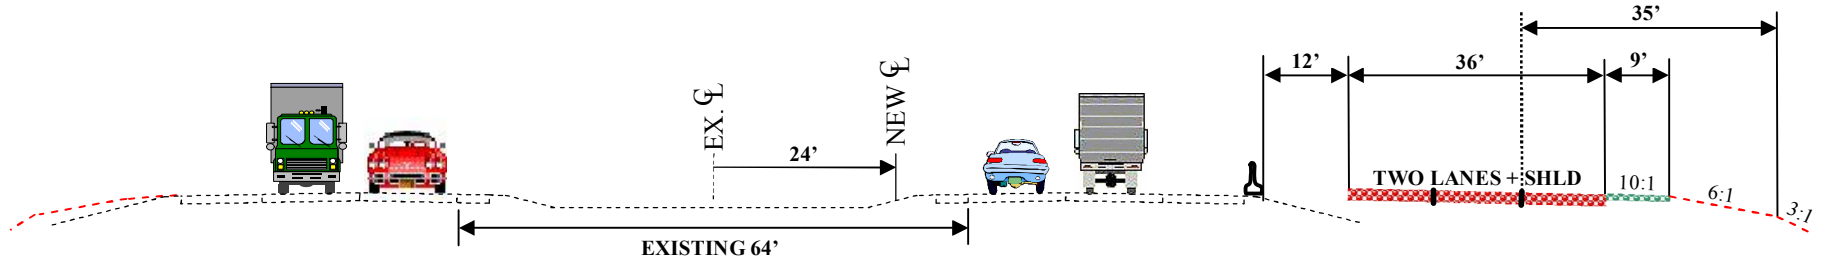 35’
12’
36’
9’
EX. ℄
NEW ℄
24’
TWO LANES + SHLD
10:1
6:1
3:1
EXISTING 64’